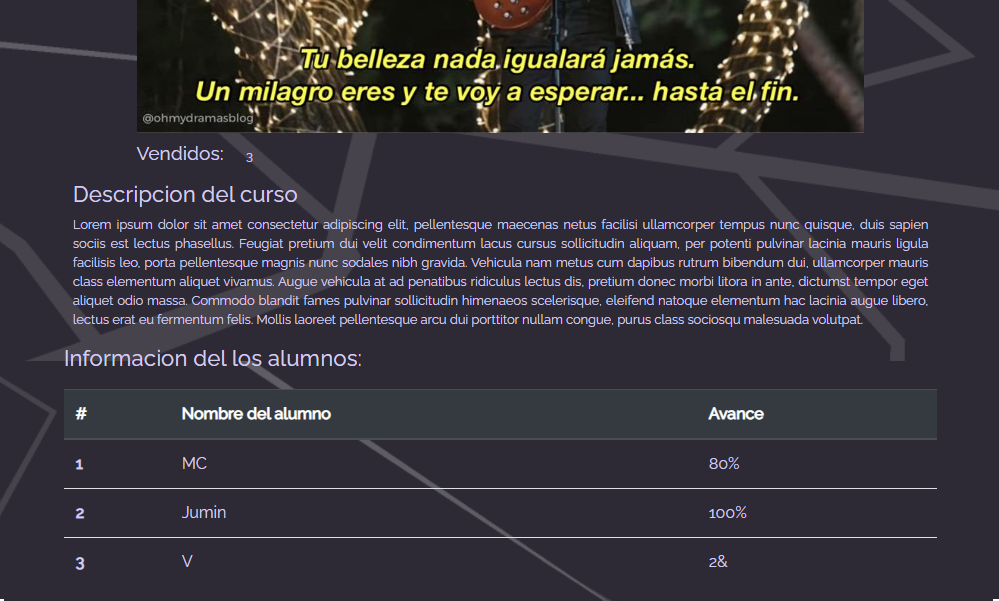 Tu belleza nada igualará jamás.
Un milagro eres y te voy a esperar... hasta el fin.
@ohmydramasblog
Vendidos: 3
Descripcion del curso
Lorem ipsum dolor sit amet consectetur adipiscing elit, pellentesque maecenas netus facilisi ullamcorper tempus nunc quisque, duis sapien
sociis est lectus phasellus. Feugiat pretium dui velit condimentum lacus cursus sollicitudin aliquam, per potenti pulvinar lacinia mauris ligula
facilisis leo, porta pellentesque magnis nunc sodales nibh gravida. Vehicula nam metus cum dapibus rutrum bibendum dui, ullamcorper mauris
class elementum aliquet vivamus. Augue vehicula at ad penatibus ridiculus lectus dis, pretium donec morbi litora in ante, dictumst tempor eget
aliquet odio massa. Commodo blandit fames pulvinar sollicitudin himenaeos scelerisque, eleifend natoque elementum hac lacinia augue libero,
lectus erat eu fermentum felis. Mollis laoreet pellentesque arcu dui porttitor nullam congue, purus class sociosqu malesuada volutpat.
Informacion del los alumnos:
# Nombre del alumno Avance
1 MC 80%
2 Jumin 100%
3 V 2&